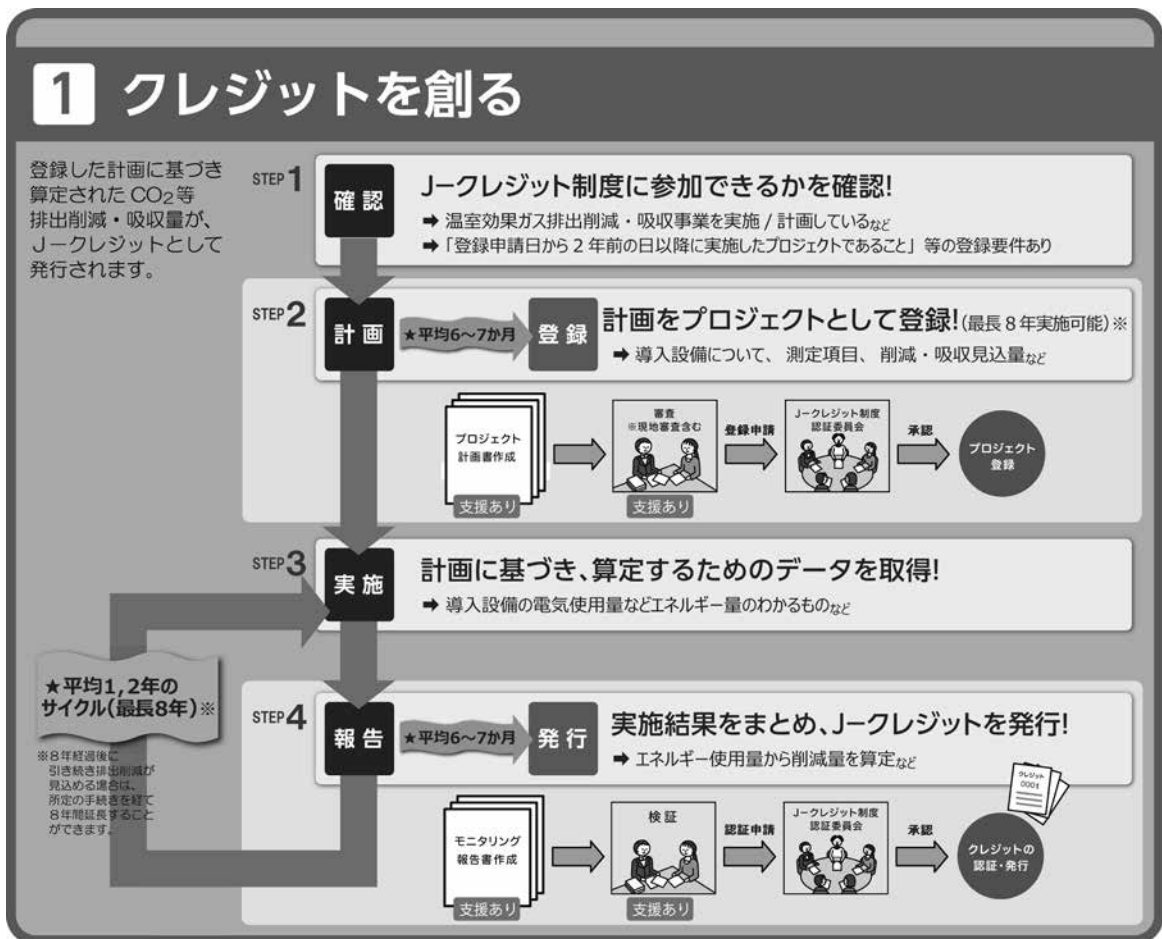 1 クレジットを創る
登録した計画に基づき
算定された CO2等
排出削減・吸収量が、
J－クレジットとして
発行されます。
STEP 1
確認
J－クレジット制度に参加できるかを確認!
➡ 温室効果ガス排出削減・吸収事業を実施 / 計画しているなど
➡「登録申請日から 2 年前の日以降に実施したプロジェクトであること」等の登録要件あり
STEP 2
計画
★平均6～7か月
登録
計画をプロジェクトとして登録!(最長 8 年実施可能)※
➡ 導入設備について、測定項目、削減・吸収見込量など
プロジェクト
計画書作成
支援あり
審査
※現地審査含む
支援あり
登録申請
J－クレジット制度
認証委員会
承認
プロジェクト
登録
STEP 3
実施
計画に基づき、算定するためのデータを取得!
➡ 導入設備の電気使用量などエネルギー量のわかるものなど
★平均1,2年の
サイクル(最長8年)※
※8年経過後に
引き続き排出削減が
見込める場合は、
所定の手続きを経て
8年間延長すること
ができます。
STEP 4
報告
★平均6～7か月
発行
実施結果をまとめ、J－クレジットを発行!
➡ エネルギー使用量から削減量を算定など
モニタリング
報告書作成
支援あり
検証
支援あり
認証申請
J－クレジット制度
認証委員会
承認
クレジット
0001
クレジットの
認証・発行